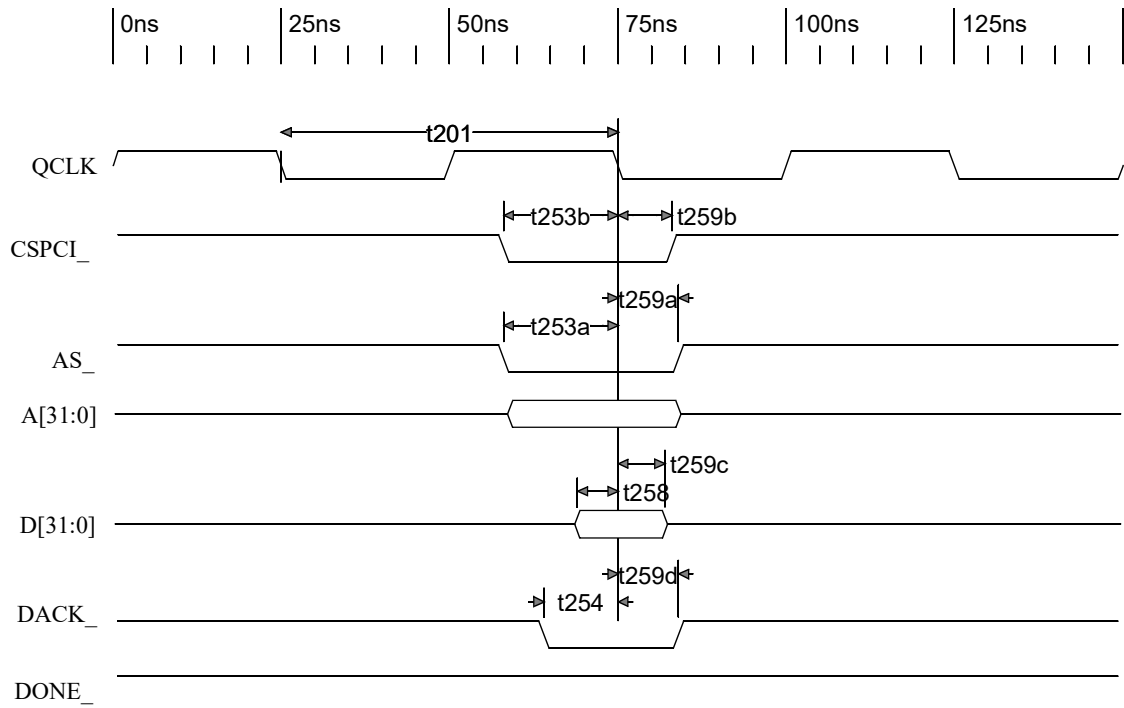 0ns 25ns 50ns 75ns 100ns 125ns
t201
QCLK
t253b t259b
CSPCI_
t259a
t253a
AS_
A[31:0]
t259c
t258
D[31:0]
t259d
t254
DACK_
DONE_